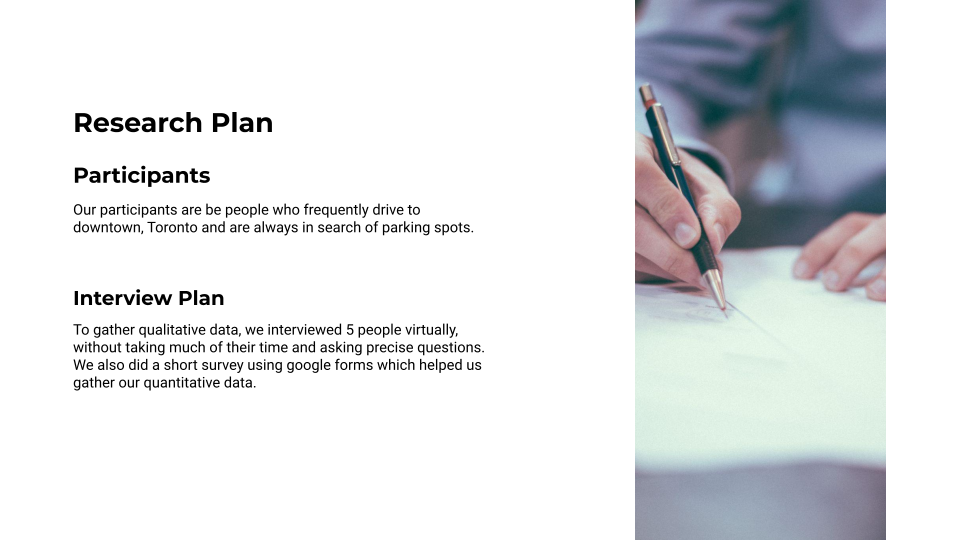 Research Plan
Participants
Our participants are be people who frequently drive to
downtown, Toronto and are always in search of parking spots.
Interview Plan
To gather qualitative data, we interviewed 5 people virtually,
without taking much of their time and asking precise questions.
We also did a short survey using google forms which helped us
gather our quantitative data.